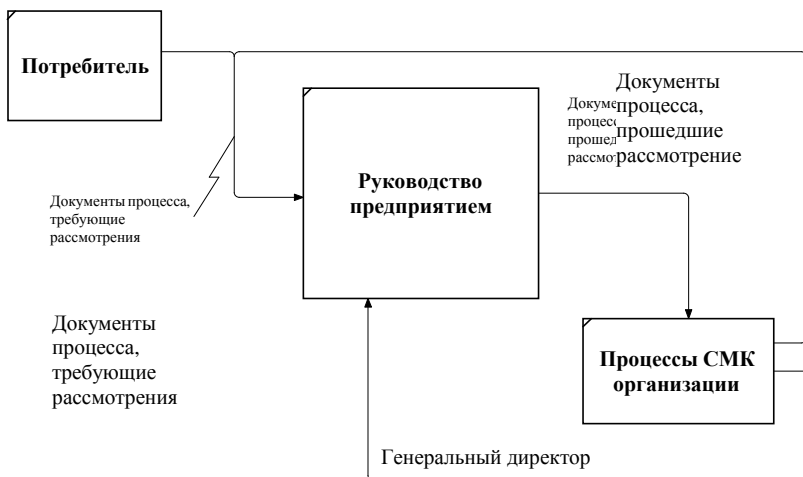 Потребитель
Документы
процесса,
прошедшие
рассмотрение
Руководство
предприятием
Документы процесса,
требующие
рассмотрения
Документы
процесса,
требующие
рассмотрения
Процессы СМК
организации
Генеральный директор